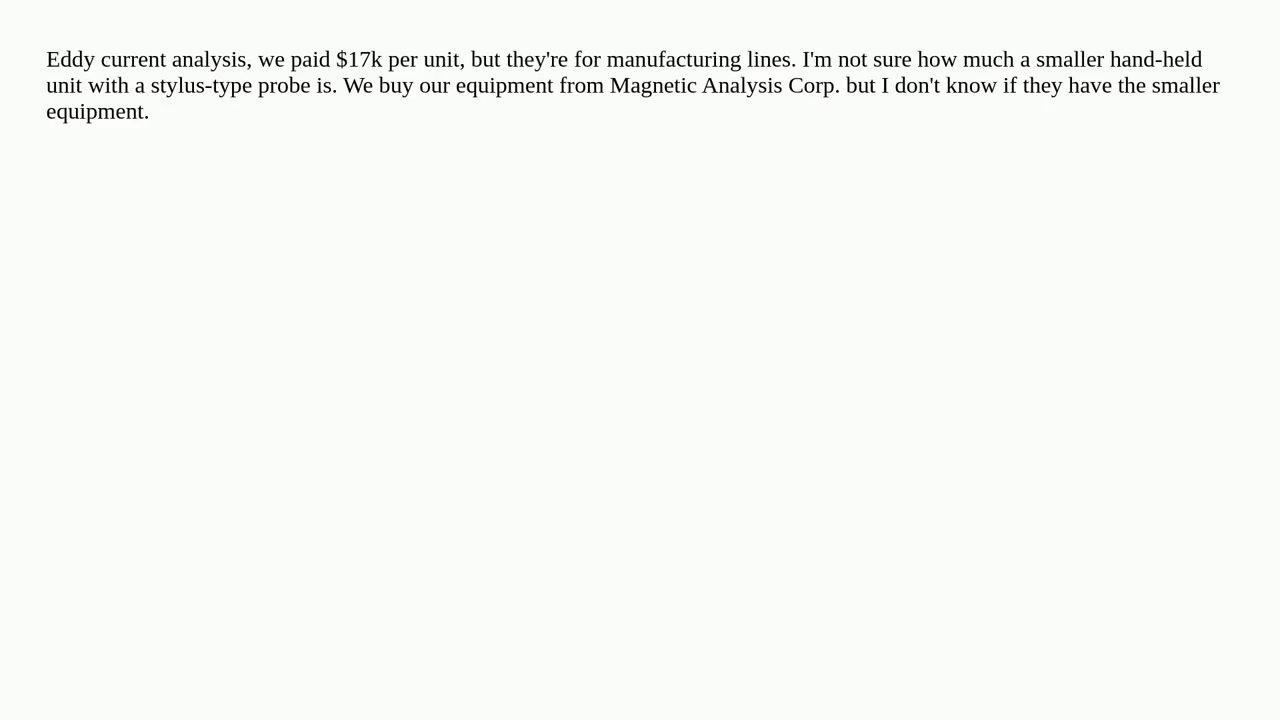 Eddy current analysis, we paid $17k per unit, but they're for manufacturing lines. I'm not sure how much a smaller hand-held
unit with a stylus-type probe is. We buy our equipment from Magnetic Analysis Corp. but I don't know if they have the smaller
equipment.